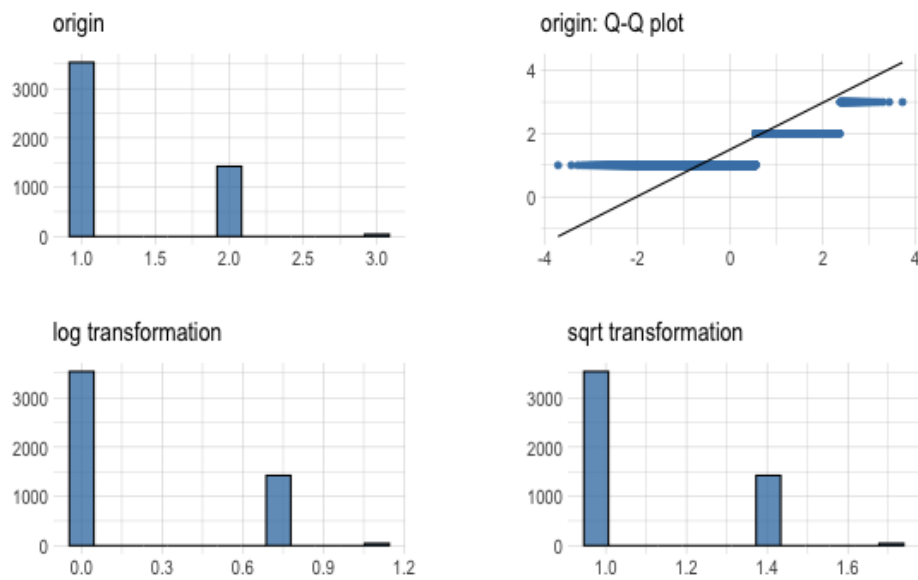 origin
3000
2000
1000
0
1.0 1.5 2.0 2.5 3.0
origin: Q-Q plot
4
2
0
-4 -2 0 2 4
log transformation
3000
2000
1000
0
0.0 0.3 0.6 0.9 1.2
sqrt transformation
3000
2000
1000
0
1.0 1.2 1.4 1.6